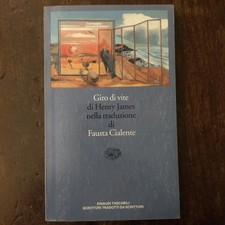 Giro di vite
di Henry James
nella traduzione
di
Fausta Cialente
EINAUDI TASCABILI
SCRITTORI TRADOTTI DA SCRITTORI